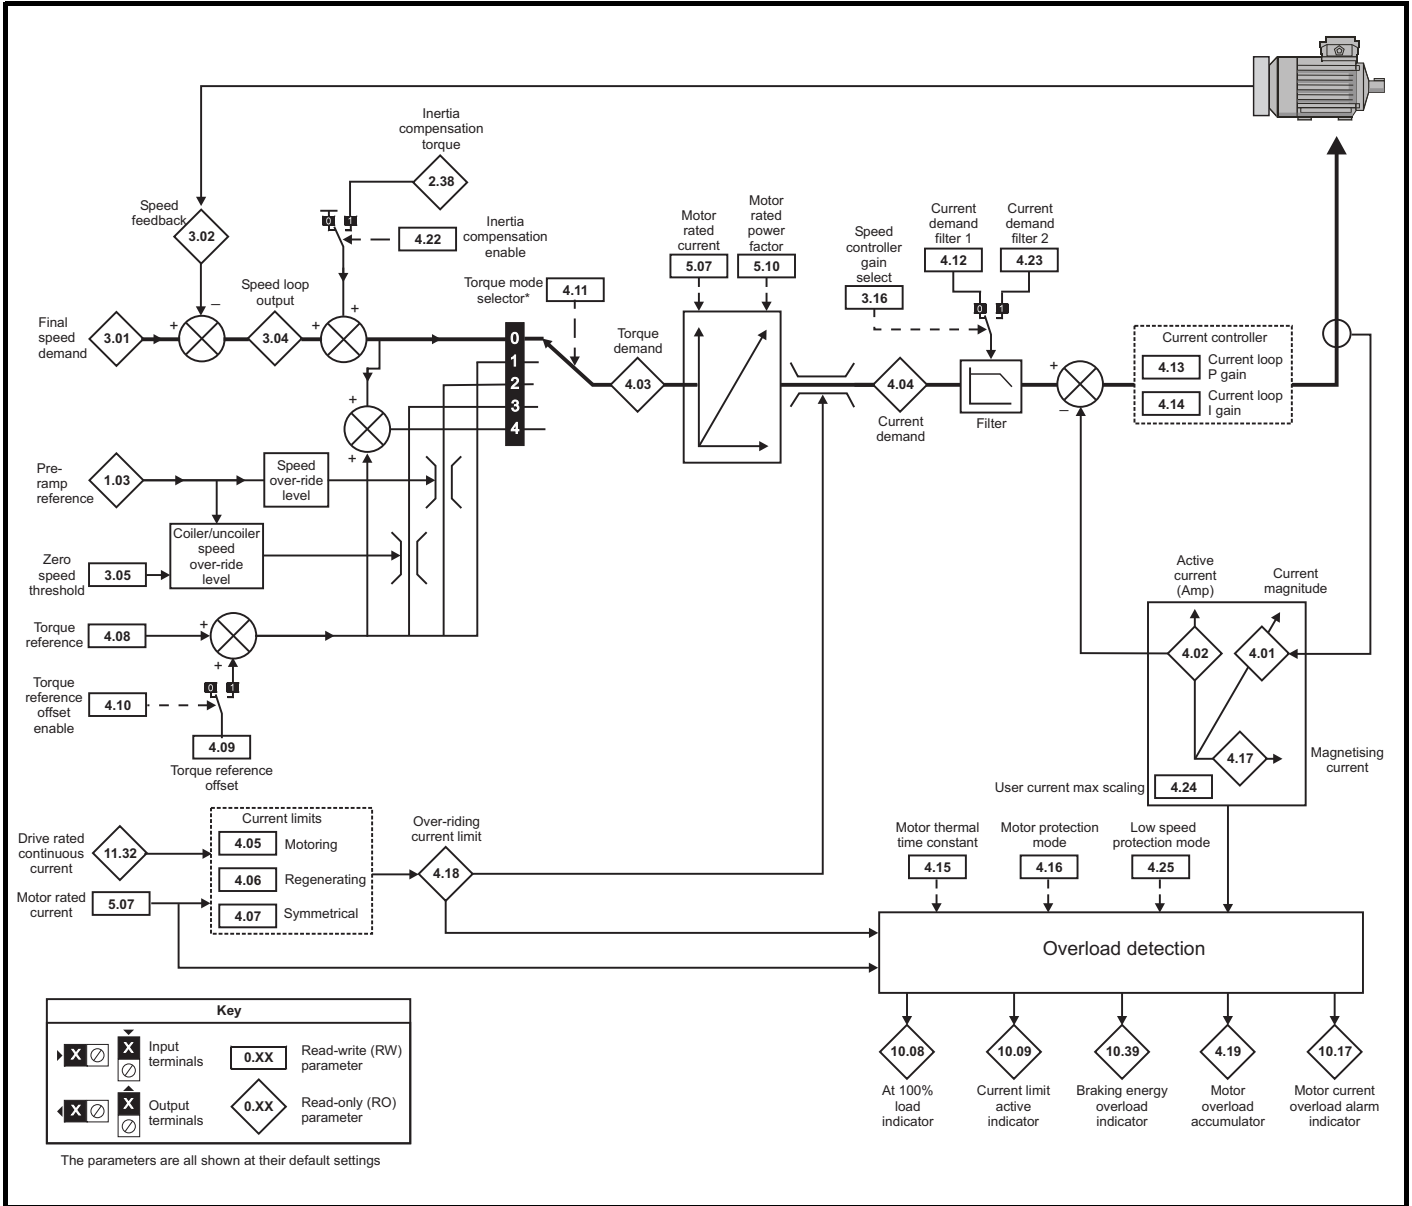 Inertia
compensation
torque
2.38
Speed
feedback
3.02
0 1
4.22
Inertia
compensation
enable
Motor
rated
current
5.07
Motor
rated
power
factor
5.10
Speed
controller
gain
select
3.16
Current
demand
filter 1
4.12
Current
demand
filter 2
4.23
0 1
Final
speed
demand
3.01
+
–
Speed loop
output
3.04
+
+
Torque mode
selector*
4.11
0
1
2
3
4
Torque
demand
4.03
4.04
Current
demand
Filter
+
–
Current controller
4.13
Current loop
P gain
4.14
Current loop
I gain
+
+
Pre-
ramp
reference
1.03
Speed
over-ride
level
Coiler/uncoiler
speed
over-ride
level
Zero
speed
threshold
3.05
Torque
reference
4.08
+
+
Torque
reference
offset
enable
4.10
0 1
4.09
Torque reference
offset
Active
current
(Amp)
Current
magnitude
4.02
4.01
4.17
Magnetising
current
User current max scaling
4.24
Drive rated
continuous
current
11.32
Motor rated
current
5.07
Current limits
4.05
Motoring
4.06
Regenerating
4.07
Symmetrical
Over-riding
current limit
4.18
Motor thermal
time constant
4.15
Motor protection
mode
4.16
Low speed
protection mode
4.25
Overload detection
10.08
At 100%
load
indicator
10.09
Current limit
active
indicator
10.39
Braking energy
overload
indicator
4.19
Motor
overload
accumulator
10.17
Motor current
overload alarm
indicator
Key
X
X
Input
terminals
0.XX
Read-write (RW)
parameter
X
X
Output
terminals
0.XX
Read-only (RO)
parameter
The parameters are all shown at their default settings